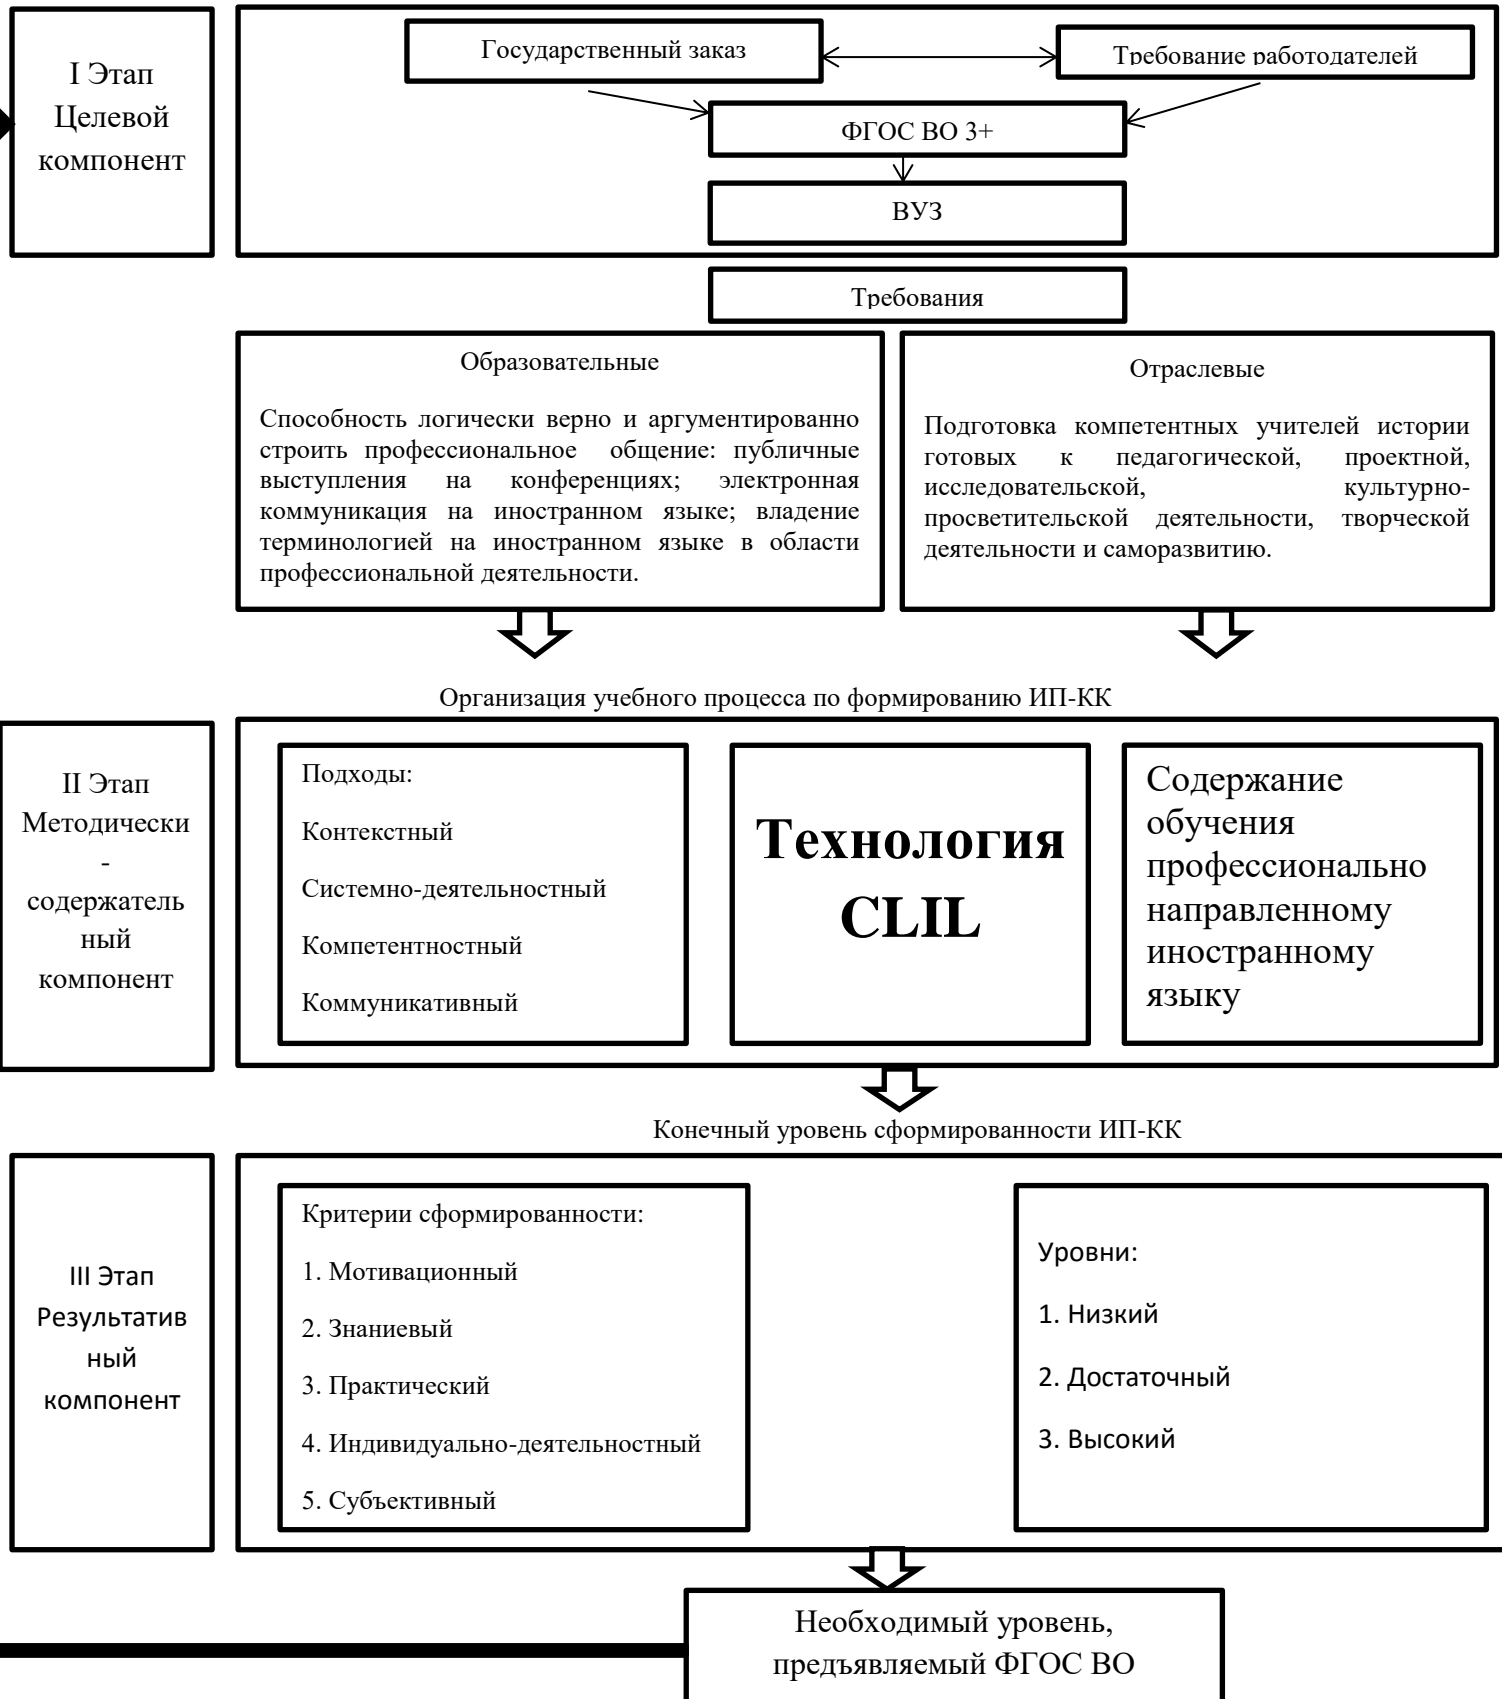 I Этап
Целевой
компонент
Государственный заказ
Требование работодателей
ФГОС ВО 3+
ВУЗ
Требования
Образовательные
Способность логически верно и аргументированно
строить профессиональное общение: публичные
выступления на конференциях; электронная
коммуникация на иностранном языке; владение
терминологией на иностранном языке в области
профессиональной деятельности.
Отраслевые
Подготовка компетентных учителей истории
готовых к педагогической, проектной,
исследовательской, культурно-
просветительской деятельности, творческой
деятельности и саморазвитию.
Организация учебного процесса по формированию ИП-КК
II Этап
Методически
-
содержатель
ный
компонент
Подходы:
Контекстный
Системно-деятельностный
Компетентностный
Коммуникативный
Технология
CLIL
Содержание
обучения
профессионально
направленному
иностранному
языку
Конечный уровень сформированности ИП-КК
III Этап
Результатив
ный
компонент
Критерии сформированности:
1. Мотивационный
2. Знаниевый
3. Практический
4. Индивидуально-деятельностный
5. Субъективный
Уровни:
1. Низкий
2. Достаточный
3. Высокий
Необходимый уровень,
предъявляемый ФГОС ВО